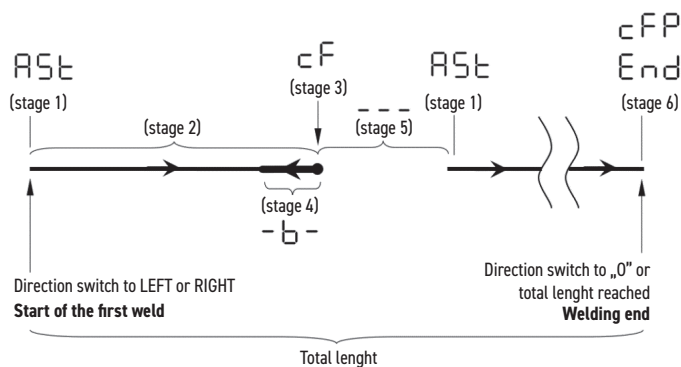 cFP
ASt
cF
ASt
End
(stage 1)
(stage 3)
(stage 1)
(stage 6)
(stage 2)
- - -
(stage 5)
(stage 4)
-b-
Direction switch to LEFT or RIGHT
Start of the first weld
Direction switch to „0” or
total lenght reached
Welding end
Total lenght